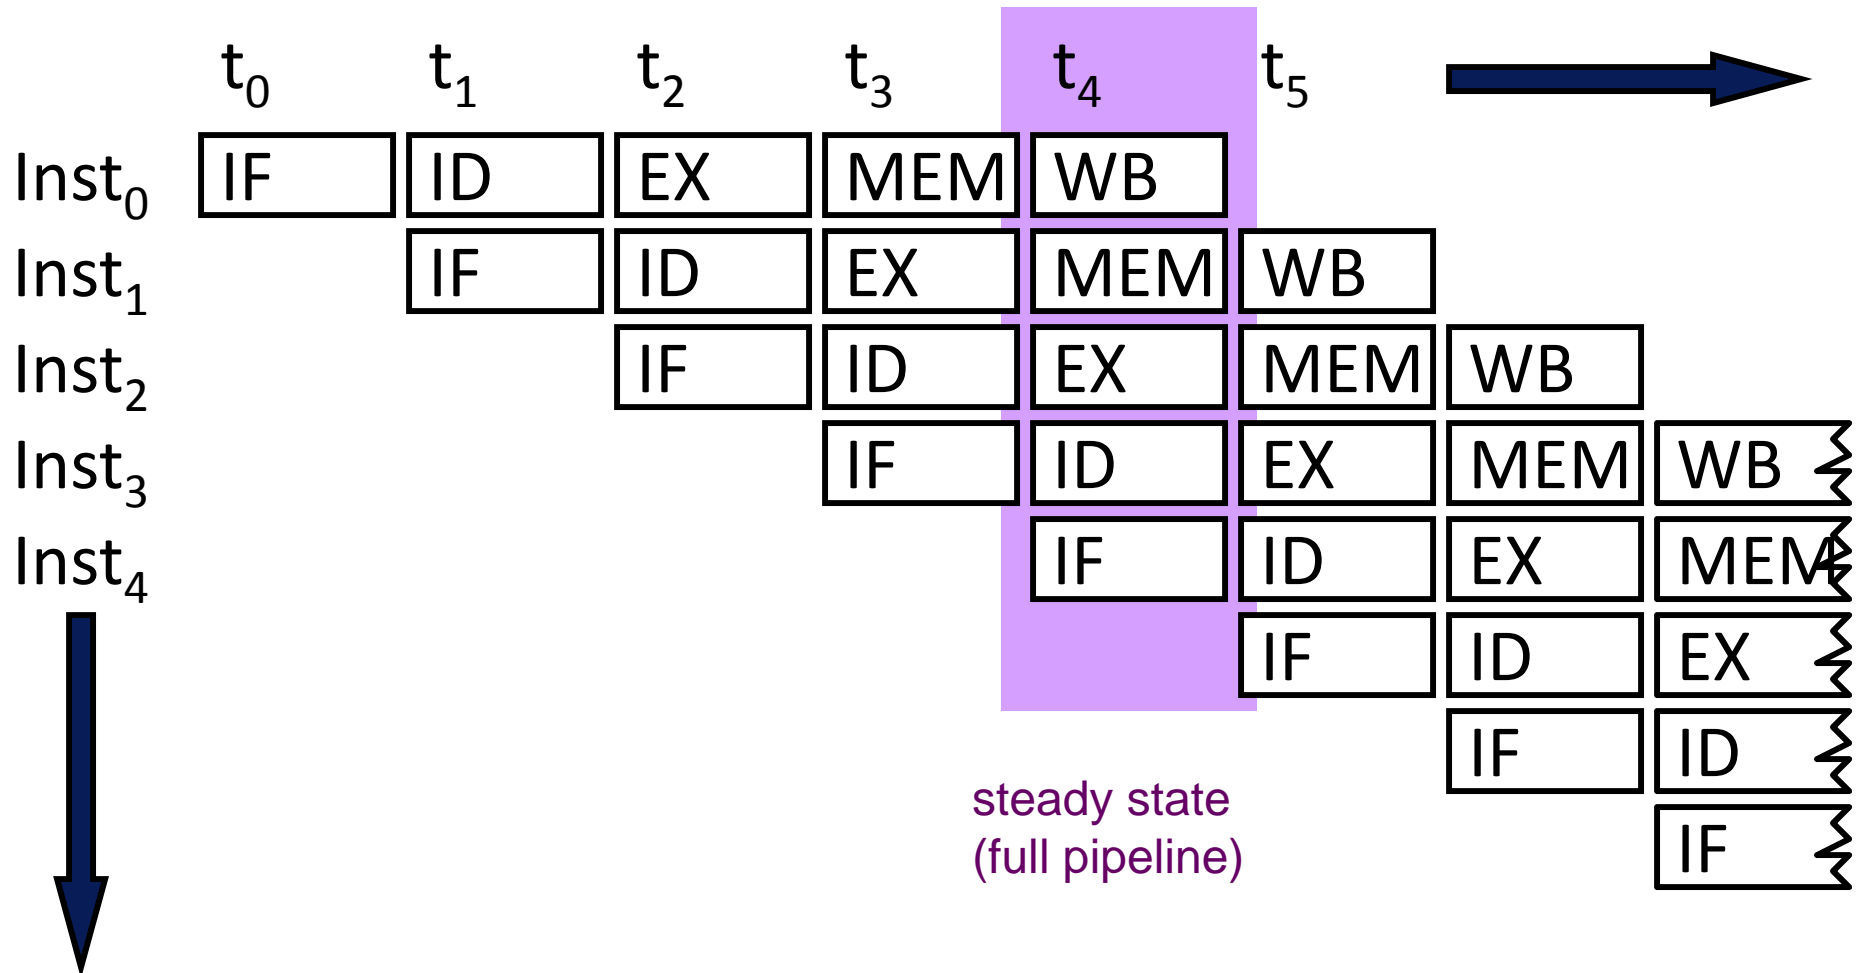 t0 t1 t2 t3 t4 t5
Inst0 IF ID EX MEM WB
Inst1 IF ID EX MEM WB
Inst2 IF ID EX MEM WB
Inst3 IF ID EX MEM WB
Inst4 IF ID EX MEM
IF ID EX
IF ID
IF
steady state
(full pipeline)